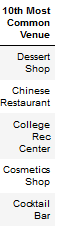 10th Most
Common
Venue
Dessert
Shop
Chinese
Restaurant
College
Rec
Center
Cosmetics
Shop
Cocktail
Bar